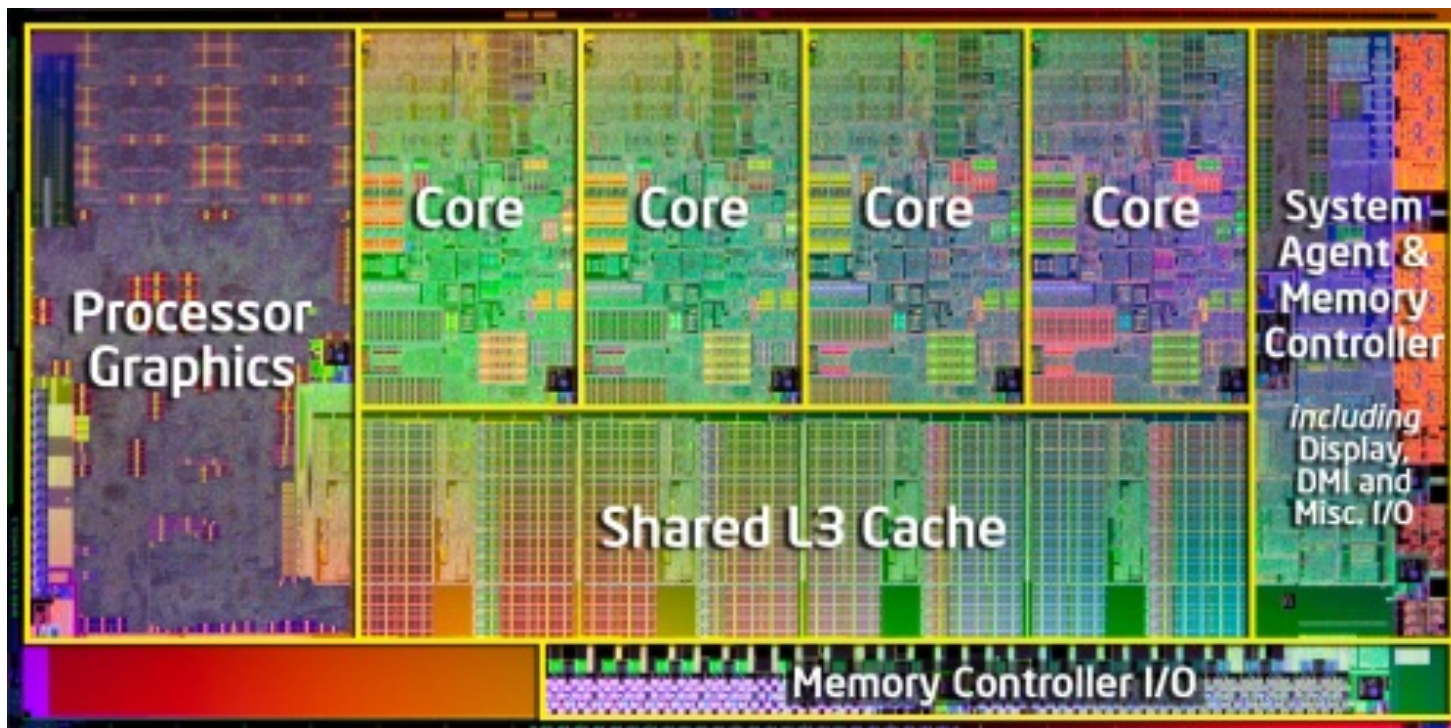 Processor
Graphics
Core
Core
Core
Core
System
Agent &
Memory
Controller
including
Display,
DMI and
Misc. I/O
Shared L3 Cache
Memory Controller I/O